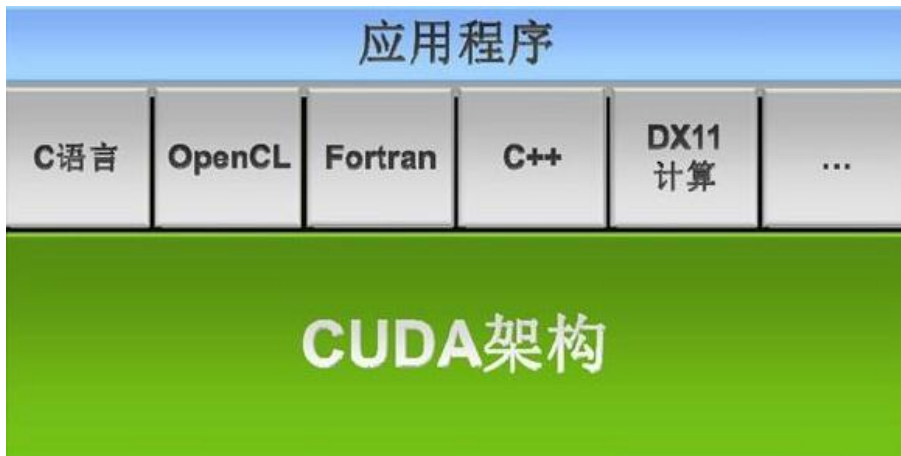 应用程序
C语言
OpenCL
Fortran
C++
DX11
计算
...
CUDA架构